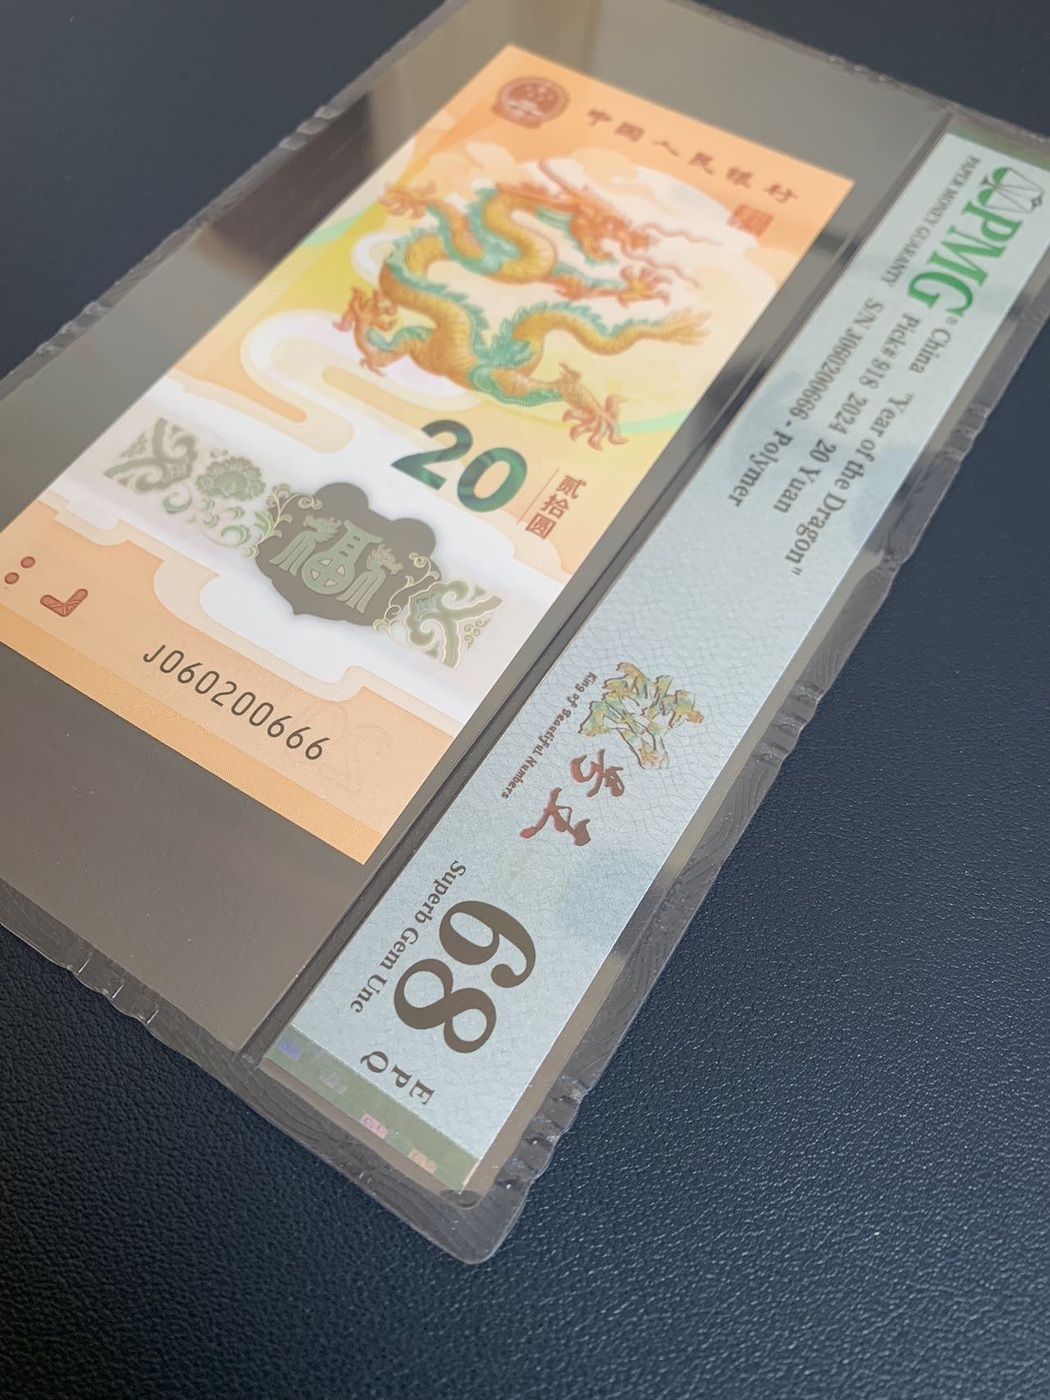 中国人民银行
20
贰拾圆
福
J060200666
PMG®
PAPER MONEY GUARANTY
China "Year of the Dragon"
Pick# 918 2024 20 Yuan
S/N J060200666 - Polymer
King of Beautiful Numbers
68
Superb Gem Unc
EPQ